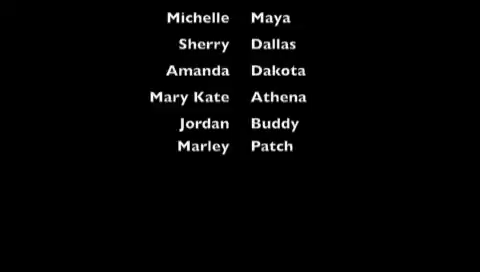 Michelle Maya
Sherry Dallas
Amanda Dakota
Mary Kate Athena
Jordan Buddy
Marley Patch